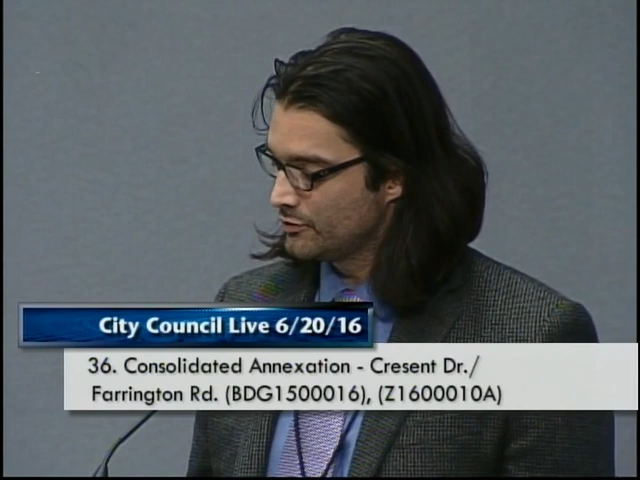 City Council Live 6/20/16
36. Consolidated Annexation - Cresent Dr./
Farrington Rd. (BDG1500016), (Z1600010A)